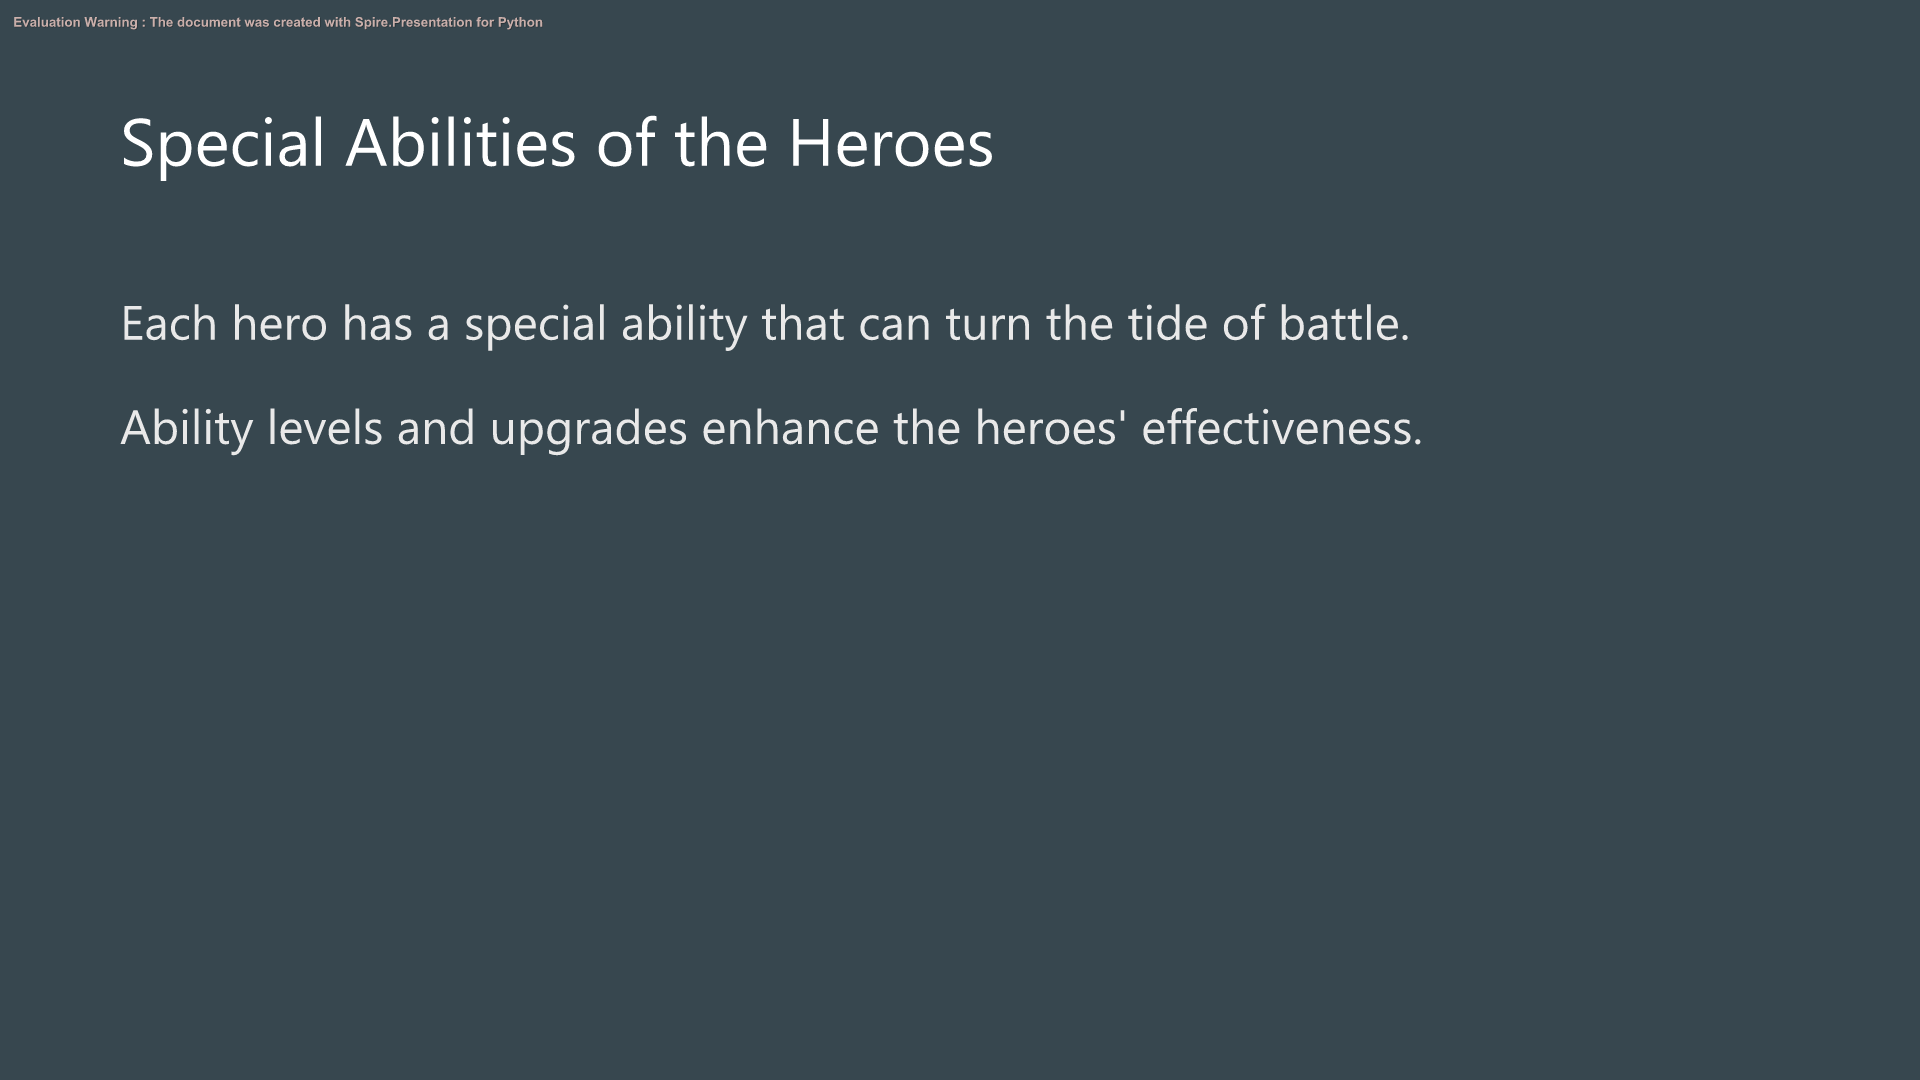 Evaluation Warning : The document was created with Spire.Presentation for Python
Special Abilities of the Heroes
Each hero has a special ability that can turn the tide of battle.
Ability levels and upgrades enhance the heroes' effectiveness.